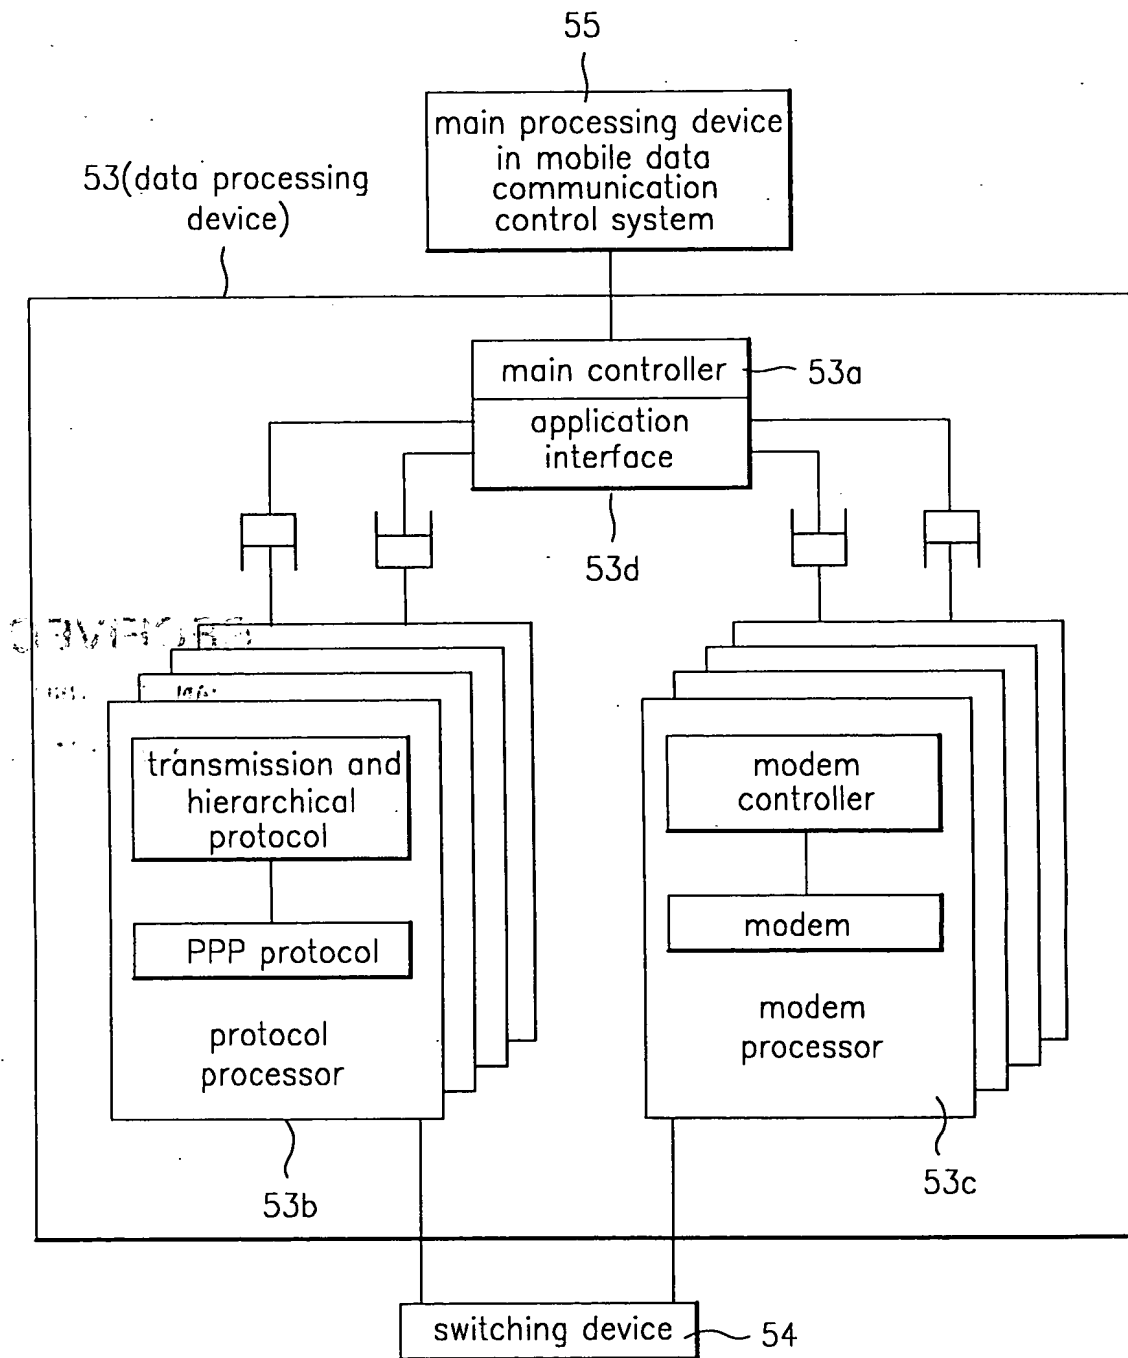 55
main processing device
in mobile data
communication
control system
53(data processing
device)
main controller
53a
application
interface
53d
transmission and
hierarchical
protocol
PPP protocol
protocol
processor
53b
modem
controller
modem
modem
processor
53c
switching device
54